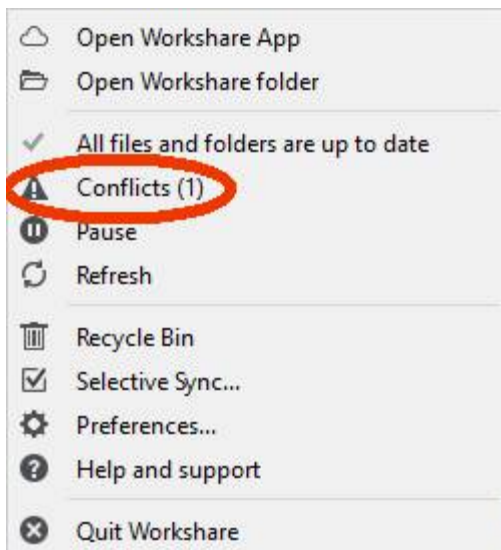 Open Workshare App
Open Workshare folder
All files and folders are up to date
Conflicts (1)
Pause
Refresh
Recycle Bin
Selective Sync...
Preferences...
Help and support
Quit Workshare